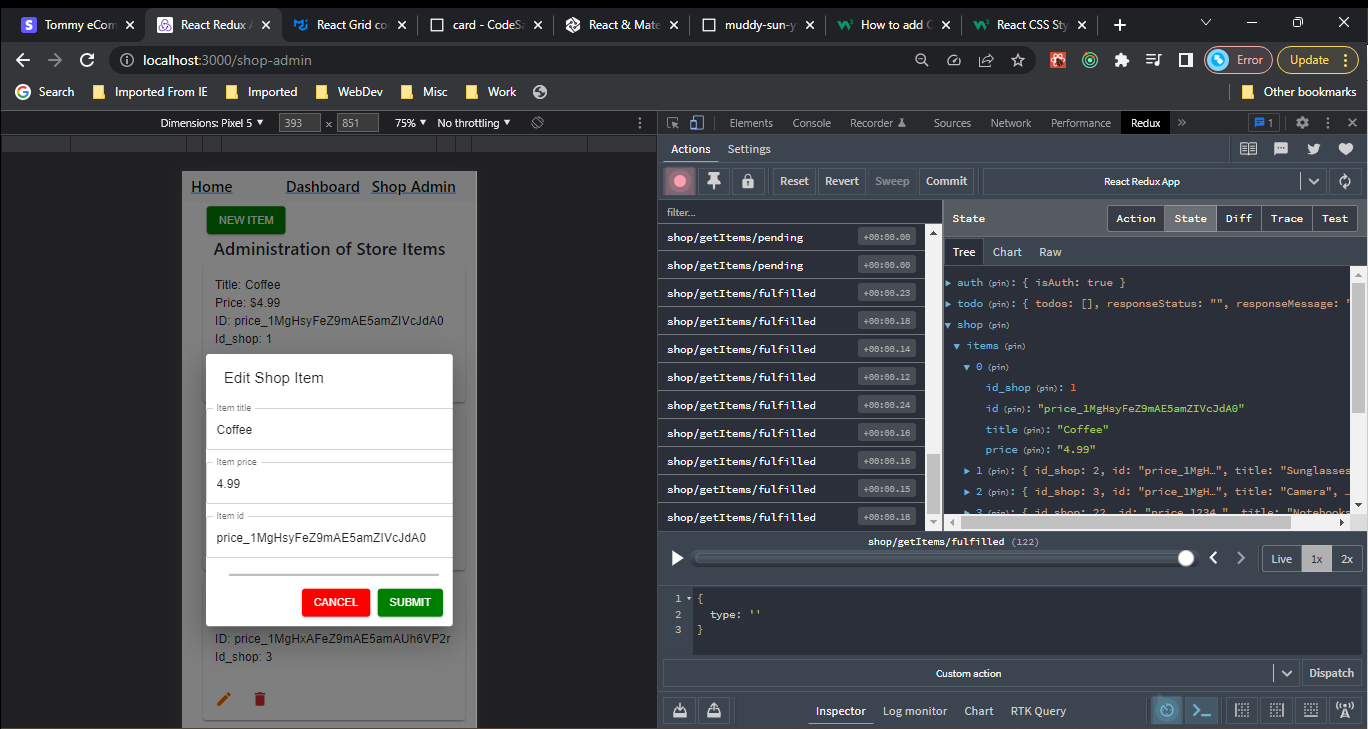 Tommy eCom
React Redux A
React Grid co
card - CodeSa
React & Mate
muddy-sun-y
How to add C
React CSS Sty
localhost:3000/shop-admin
Error
Update
Search
Imported From IE
Imported
WebDev
Misc
Work
Other bookmarks
Dimensions: Pixel 5 393 × 851 75% No throttling
Elements Console Recorder Sources Network Performance Redux » 1
Home Dashboard Shop Admin
NEW ITEM
Administration of Store Items
Title: Coffee
Price: $4.99
ID: price_1MgHsyFeZ9mAE5amZIVcJdA0
Id_shop: 1
Edit Shop Item
Item title
Coffee
Item price
4.99
Item id
price_1MgHsyFeZ9mAE5amZIVcJdA0
CANCEL SUBMIT
ID: price_1MgHxAFeZ9mAE5amAUh6VP2r
Id_shop: 3
Actions Settings
Reset Revert Sweep Commit React Redux App
filter...
shop/getItems/pending +00:00.00
shop/getItems/pending +00:00.00
shop/getItems/fulfilled +00:00.23
shop/getItems/fulfilled +00:00.18
shop/getItems/fulfilled +00:00.14
shop/getItems/fulfilled +00:00.12
shop/getItems/fulfilled +00:00.24
shop/getItems/fulfilled +00:00.16
shop/getItems/fulfilled +00:00.16
shop/getItems/fulfilled +00:00.15
shop/getItems/fulfilled +00:00.18
State Action State Diff Trace Test
Tree Chart Raw
auth (pin): { isAuth: true }
todo (pin): { todos: [], responseStatus: "", responseMessage: "
shop (pin)
items (pin)
0 (pin)
id_shop (pin): 1
id (pin): "price_1MgHsyFeZ9mAE5amZIVcJdA0"
title (pin): "Coffee"
price (pin): "4.99"
1 (pin): { id_shop: 2, id: "price_1MgH…", title: "Sunglasses
2 (pin): { id_shop: 3, id: "price_1MgH…", title: "Camera", …
3 (pin): { id_shop: 22, id: "price_1234…", title: "Notebooks
shop/getItems/fulfilled (122)
Live 1x 2x
1 {
2 type: ''
3 }
Custom action Dispatch
Inspector Log monitor Chart RTK Query